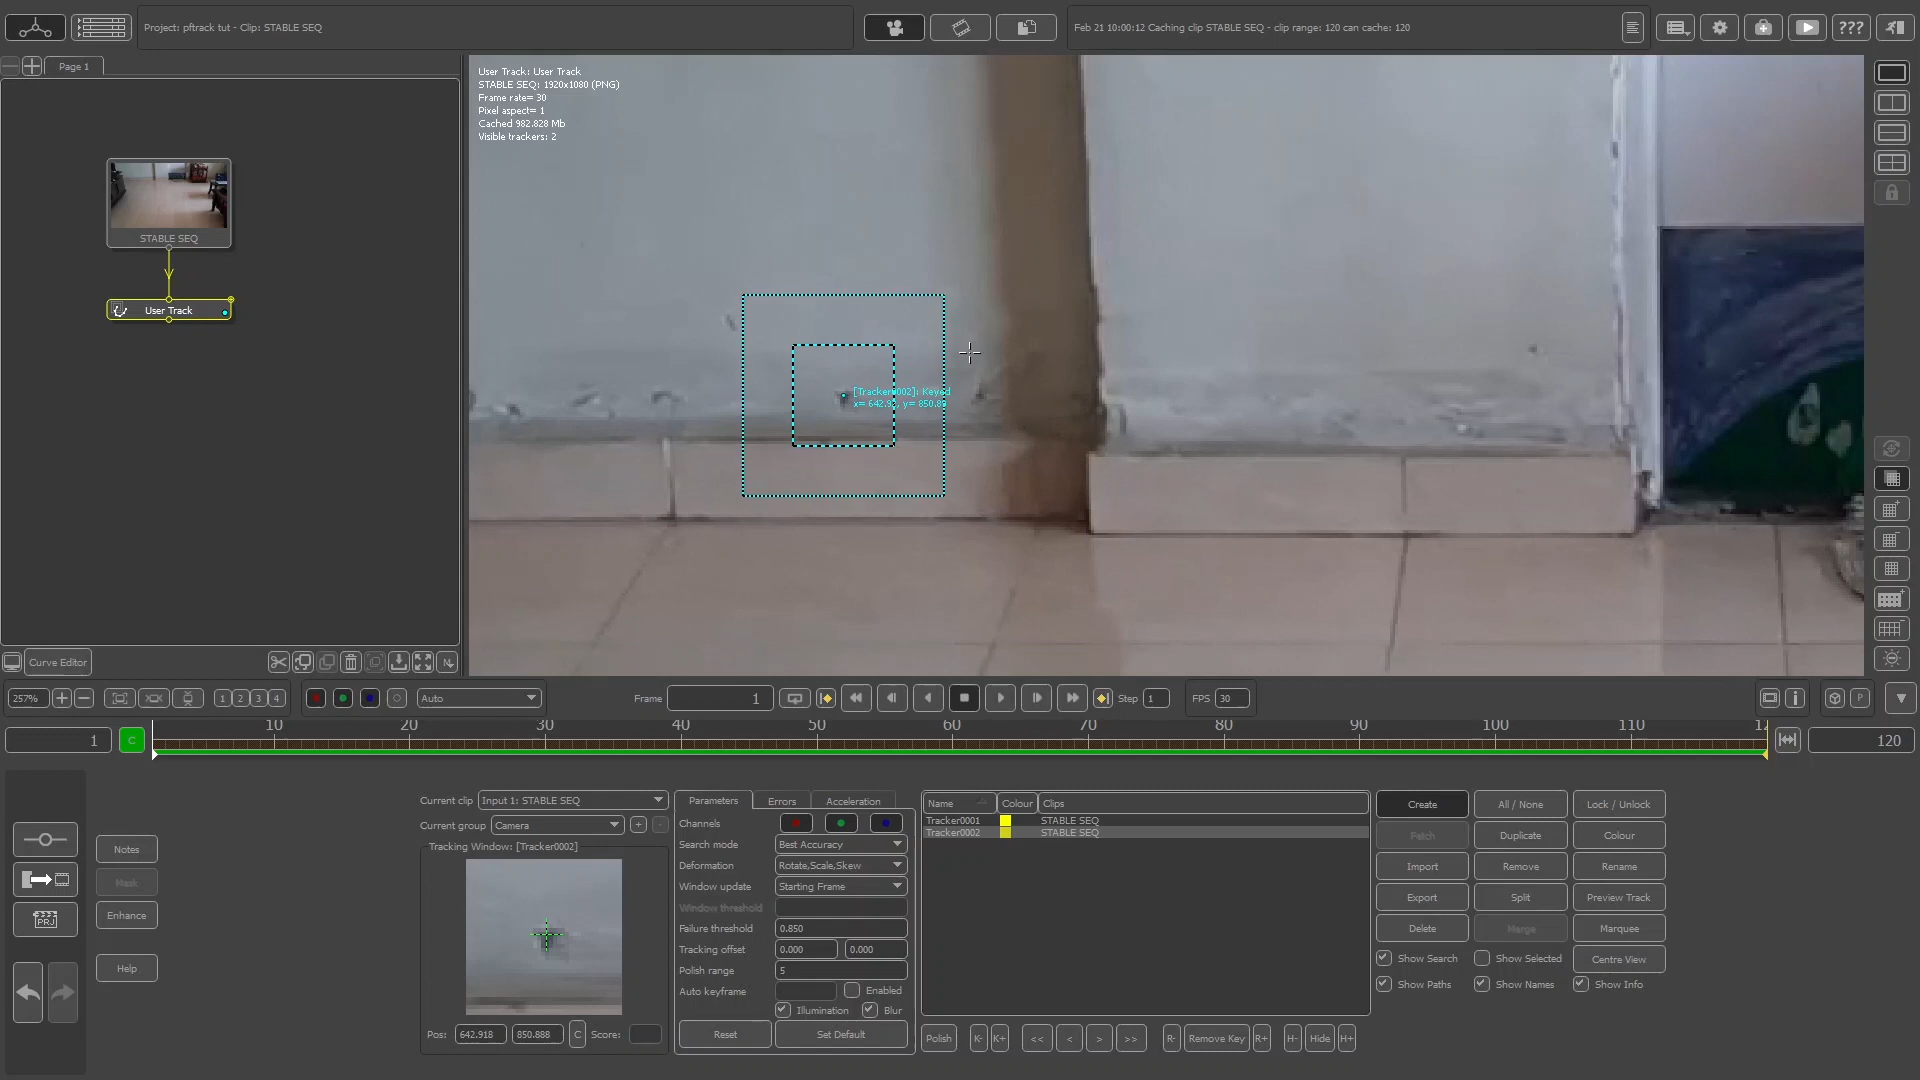 Project: pftrack tut - Clip: STABLE SEQ
Feb 21 10:00:12 Caching clip STABLE SEQ - clip range: 120 can cache: 120
???
Page 1
User Track: User Track
STABLE SEQ: 1920x1080 (PNG)
Frame rate= 30
Pixel aspect= 1
Cached 982.828 Mb
Visible trackers: 2
STABLE SEQ
User Track
[Tracker0002]: Keyed
Curve Editor
N
257%
1 2 3 4
Auto
Frame 1
Step 1
FPS 30
P
1
C
10 20 30 40 50 60 70 80 90 100 110
120
PRJ
Notes
Mask
Enhance
Help
Current clip Input 1: STABLE SEQ
Current group Camera + -
Tracking Window: [Tracker0002]
Pos: 642.918 850.888 C Score:
Parameters Errors Acceleration
Channels
Search mode Best Accuracy
Deformation Rotate,Scale,Skew
Window update Starting Frame
Window threshold
Failure threshold 0.850
Tracking offset 0.000 0.000
Polish range 5
Auto keyframe Enabled
Illumination Blur
Reset Set Default
Name Colour Clips
Tracker0001 STABLE SEQ
Tracker0002 STABLE SEQ
Polish K- K+ << < > >> R- Remove Key R+ H- Hide H+
Create All / None Lock / Unlock
Fetch Duplicate Colour
Import Remove Rename
Export Split Preview Track
Delete Merge Marquee
Show Search Show Selected Centre View
Show Paths Show Names Show Info